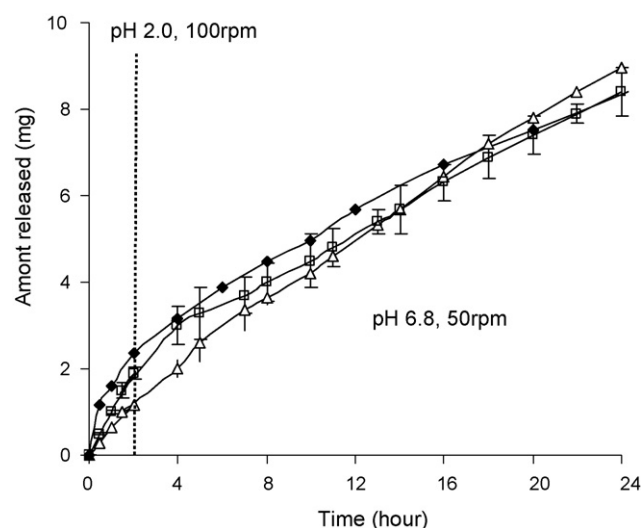 pH 2.0, 100rpm
10
8
6
4
2
0
Amont released (mg)
pH 6.8, 50rpm
0 4 8 12 16 20 24
Time (hour)